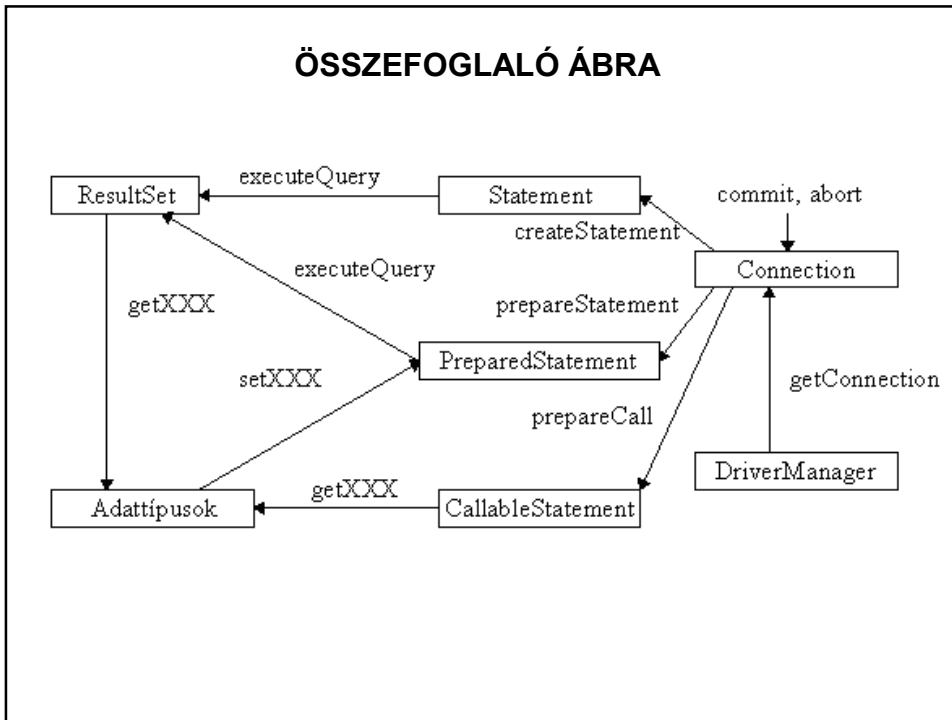 ÖSSZEFOGLALÓ ÁBRA
executeQuery
ResultSet
Statement
commit, abort
createStatement
executeQuery
Connection
getXXX
prepareStatement
PreparedStatement
setXXX
getConnection
prepareCall
DriverManager
getXXX
Adattípusok
CallableStatement